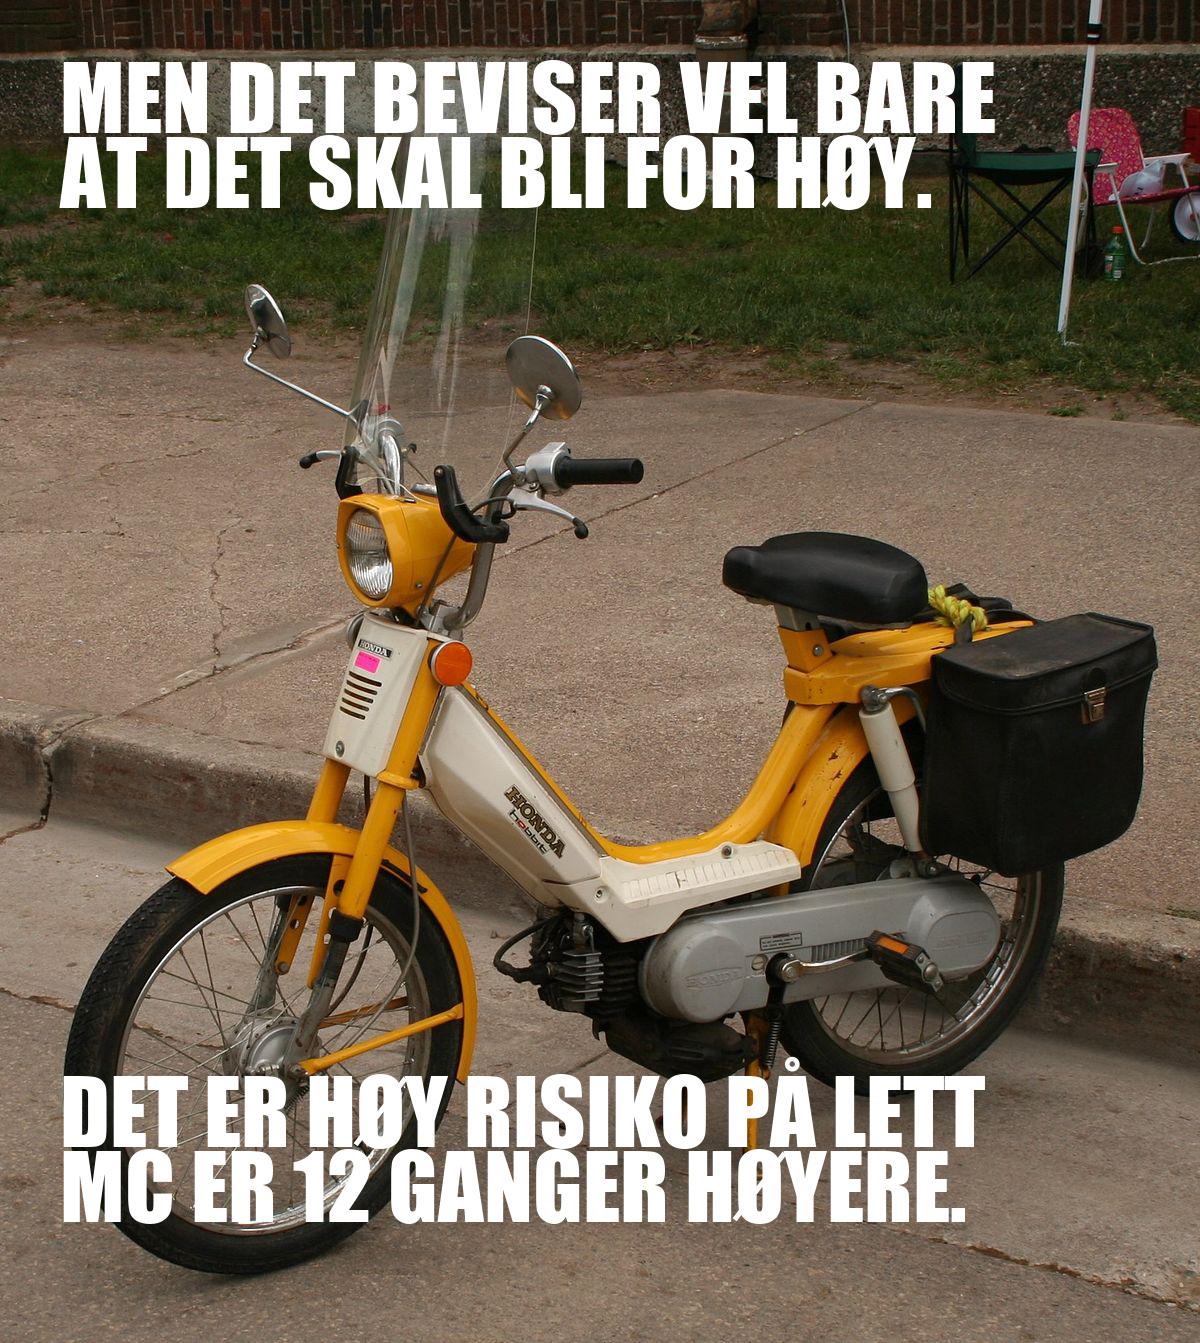 MEN DET BEVISER VEL BARE
AT DET SKAL BLI FOR HØY.
HONDA
HONDA
hobbit
HONDA
DET ER HØY RISIKO PÅ LETT
MC ER 12 GANGER HØYERE.